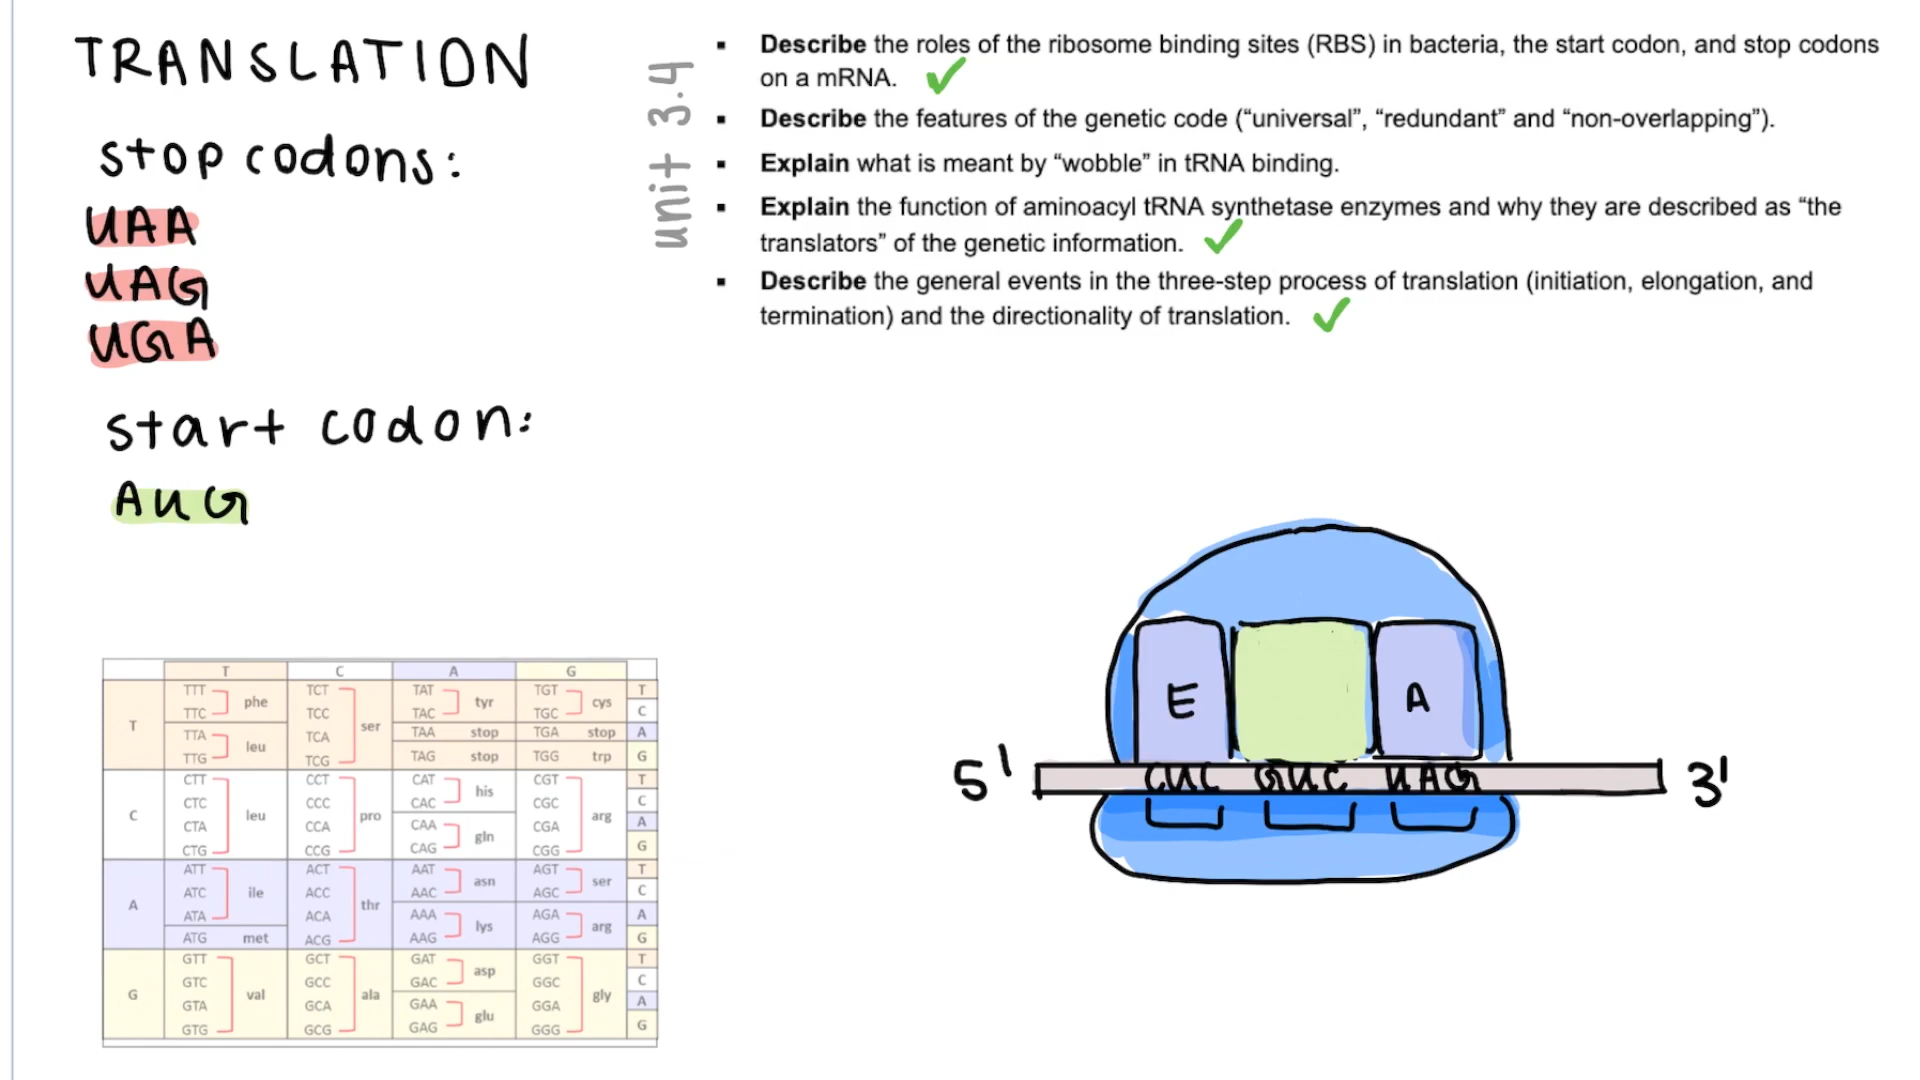 TRANSLATION
stop codons:
UAA
UAG
UGA
start codon:
AUG
unit 3.4
▪ Describe the roles of the ribosome binding sites (RBS) in bacteria, the start codon, and stop codons
on a mRNA. ✓
▪ Describe the features of the genetic code (“universal”, “redundant” and “non-overlapping”).
▪ Explain what is meant by “wobble” in tRNA binding.
▪ Explain the function of aminoacyl tRNA synthetase enzymes and why they are described as “the
translators” of the genetic information. ✓
▪ Describe the general events in the three-step process of translation (initiation, elongation, and
termination) and the directionality of translation. ✓
E A
5' CUC GUC UAG 3'
T C A G
TTT phe TCT ser TAT tyr TGT cys T
TTC TCC TAC TGC C
T TTA leu TCA TAA stop TGA stop A
TTG TCG TAG stop TGG trp G
CTT leu CCT pro CAT his CGT arg T
CTC CCC CAC CGC C
C CTA CCA CAA gln CGA A
CTG CCG CAG CGG G
ATT ile ACT thr AAT asn AGT ser T
ATC ACC AAC AGC C
A ATA ACA AAA lys AGA arg A
ATG met ACG AAG AGG G
GTT val GCT ala GAT asp GGT gly T
GTC GCC GAC GGC C
G GTA GCA GAA glu GGA A
GTG GCG GAG GGG G